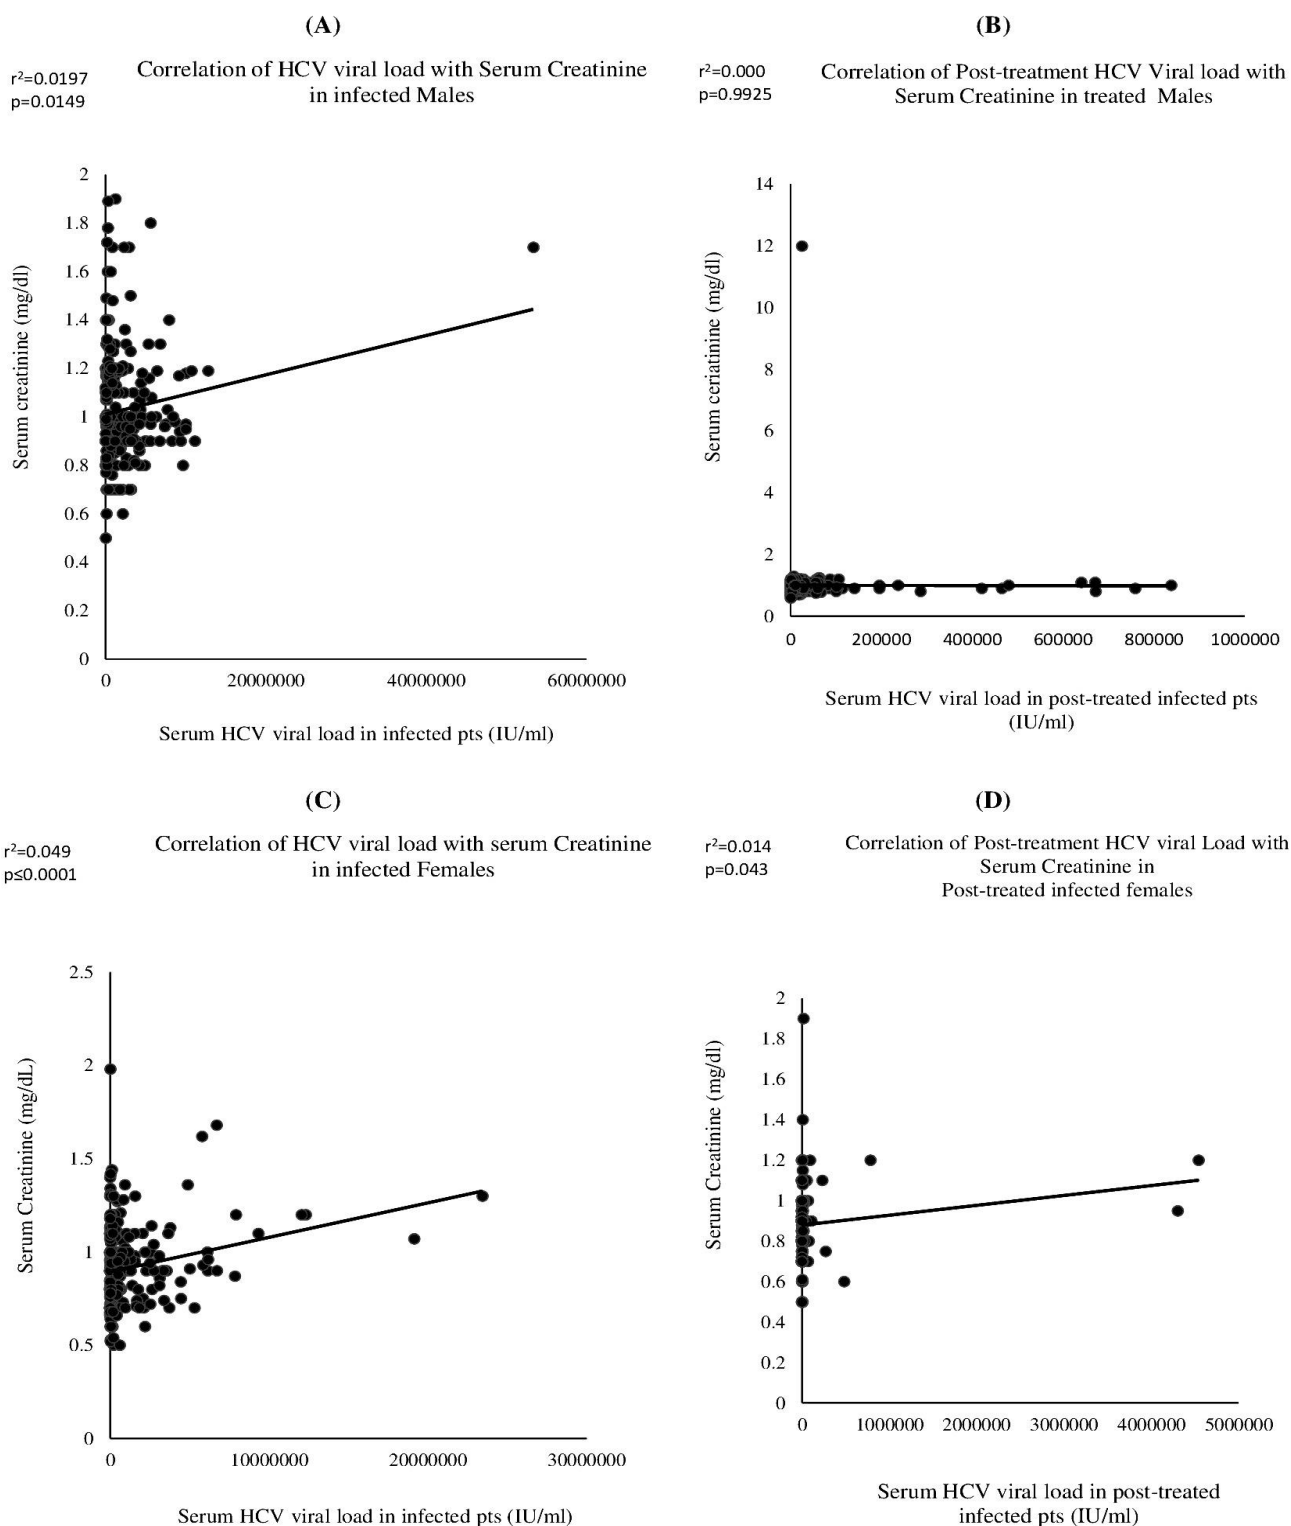 (A)
r²=0.0197
p=0.0149
Correlation of HCV viral load with Serum Creatinine
in infected Males
2
1.8
1.6
1.4
1.2
1
0.8
0.6
0.4
0.2
0
Serum creatinine (mg/dl)
0
20000000
40000000
60000000
Serum HCV viral load in infected pts (IU/ml)
(B)
r²=0.000
p=0.9925
Correlation of Post-treatment HCV Viral load with
Serum Creatinine in treated Males
14
12
10
8
6
4
2
0
Serum ceriatinine (mg/dl)
0
200000
400000
600000
800000
1000000
Serum HCV viral load in post-treated infected pts
(IU/ml)
(C)
r²=0.049
p≤0.0001
Correlation of HCV viral load with serum Creatinine
in infected Females
2.5
2
1.5
1
0.5
0
Serum Creatinine (mg/dL)
0
10000000
20000000
30000000
Serum HCV viral load in infected pts (IU/ml)
(D)
r²=0.014
p=0.043
Correlation of Post-treatment HCV viral Load with
Serum Creatinine in
Post-treated infected females
2
1.8
1.6
1.4
1.2
1
0.8
0.6
0.4
0.2
0
Serum Creatinine (mg/dl)
0
1000000
2000000
3000000
4000000
5000000
Serum HCV viral load in post-treated
infected pts (IU/ml)